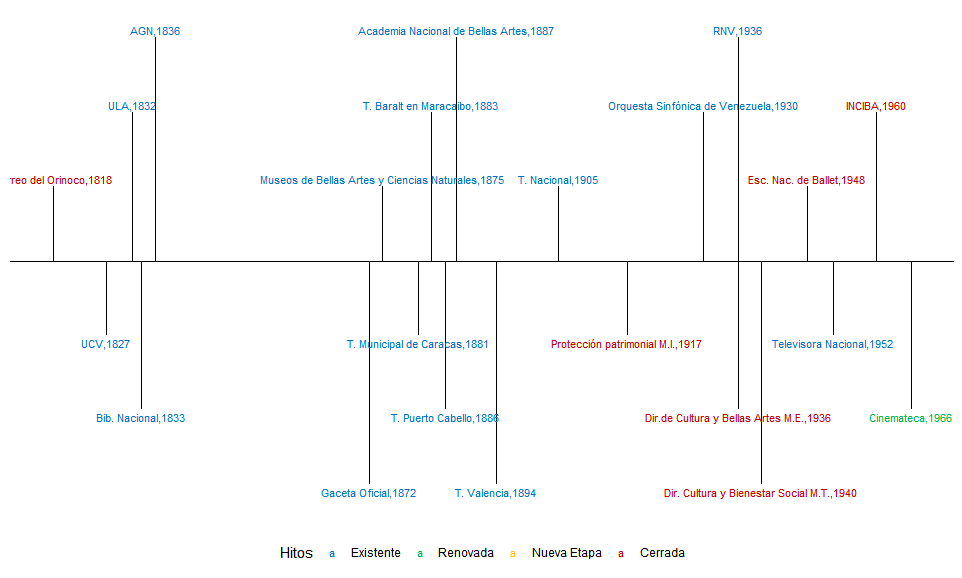 AGN,1836
Academia Nacional de Bellas Artes,1887
RNV,1936
ULA,1832
T. Baralt en Maracaibo,1883
Orquesta Sinfónica de Venezuela,1930
INCIBA,1960
rreo del Orinoco,1818
Museos de Bellas Artes y Ciencias Naturales,1875
T. Nacional,1905
Esc. Nac. de Ballet,1948
UCV,1827
T. Municipal de Caracas,1881
Protección patrimonial M.I.,1917
Televisora Nacional,1952
Bib. Nacional,1833
T. Puerto Cabello,1886
Dir.de Cultura y Bellas Artes M.E.,1936
Cinemateca,1966
Gaceta Oficial,1872
T. Valencia,1894
Dir. Cultura y Bienestar Social M.T.,1940
Hitos a Existente a Renovada a Nueva Etapa a Cerrada